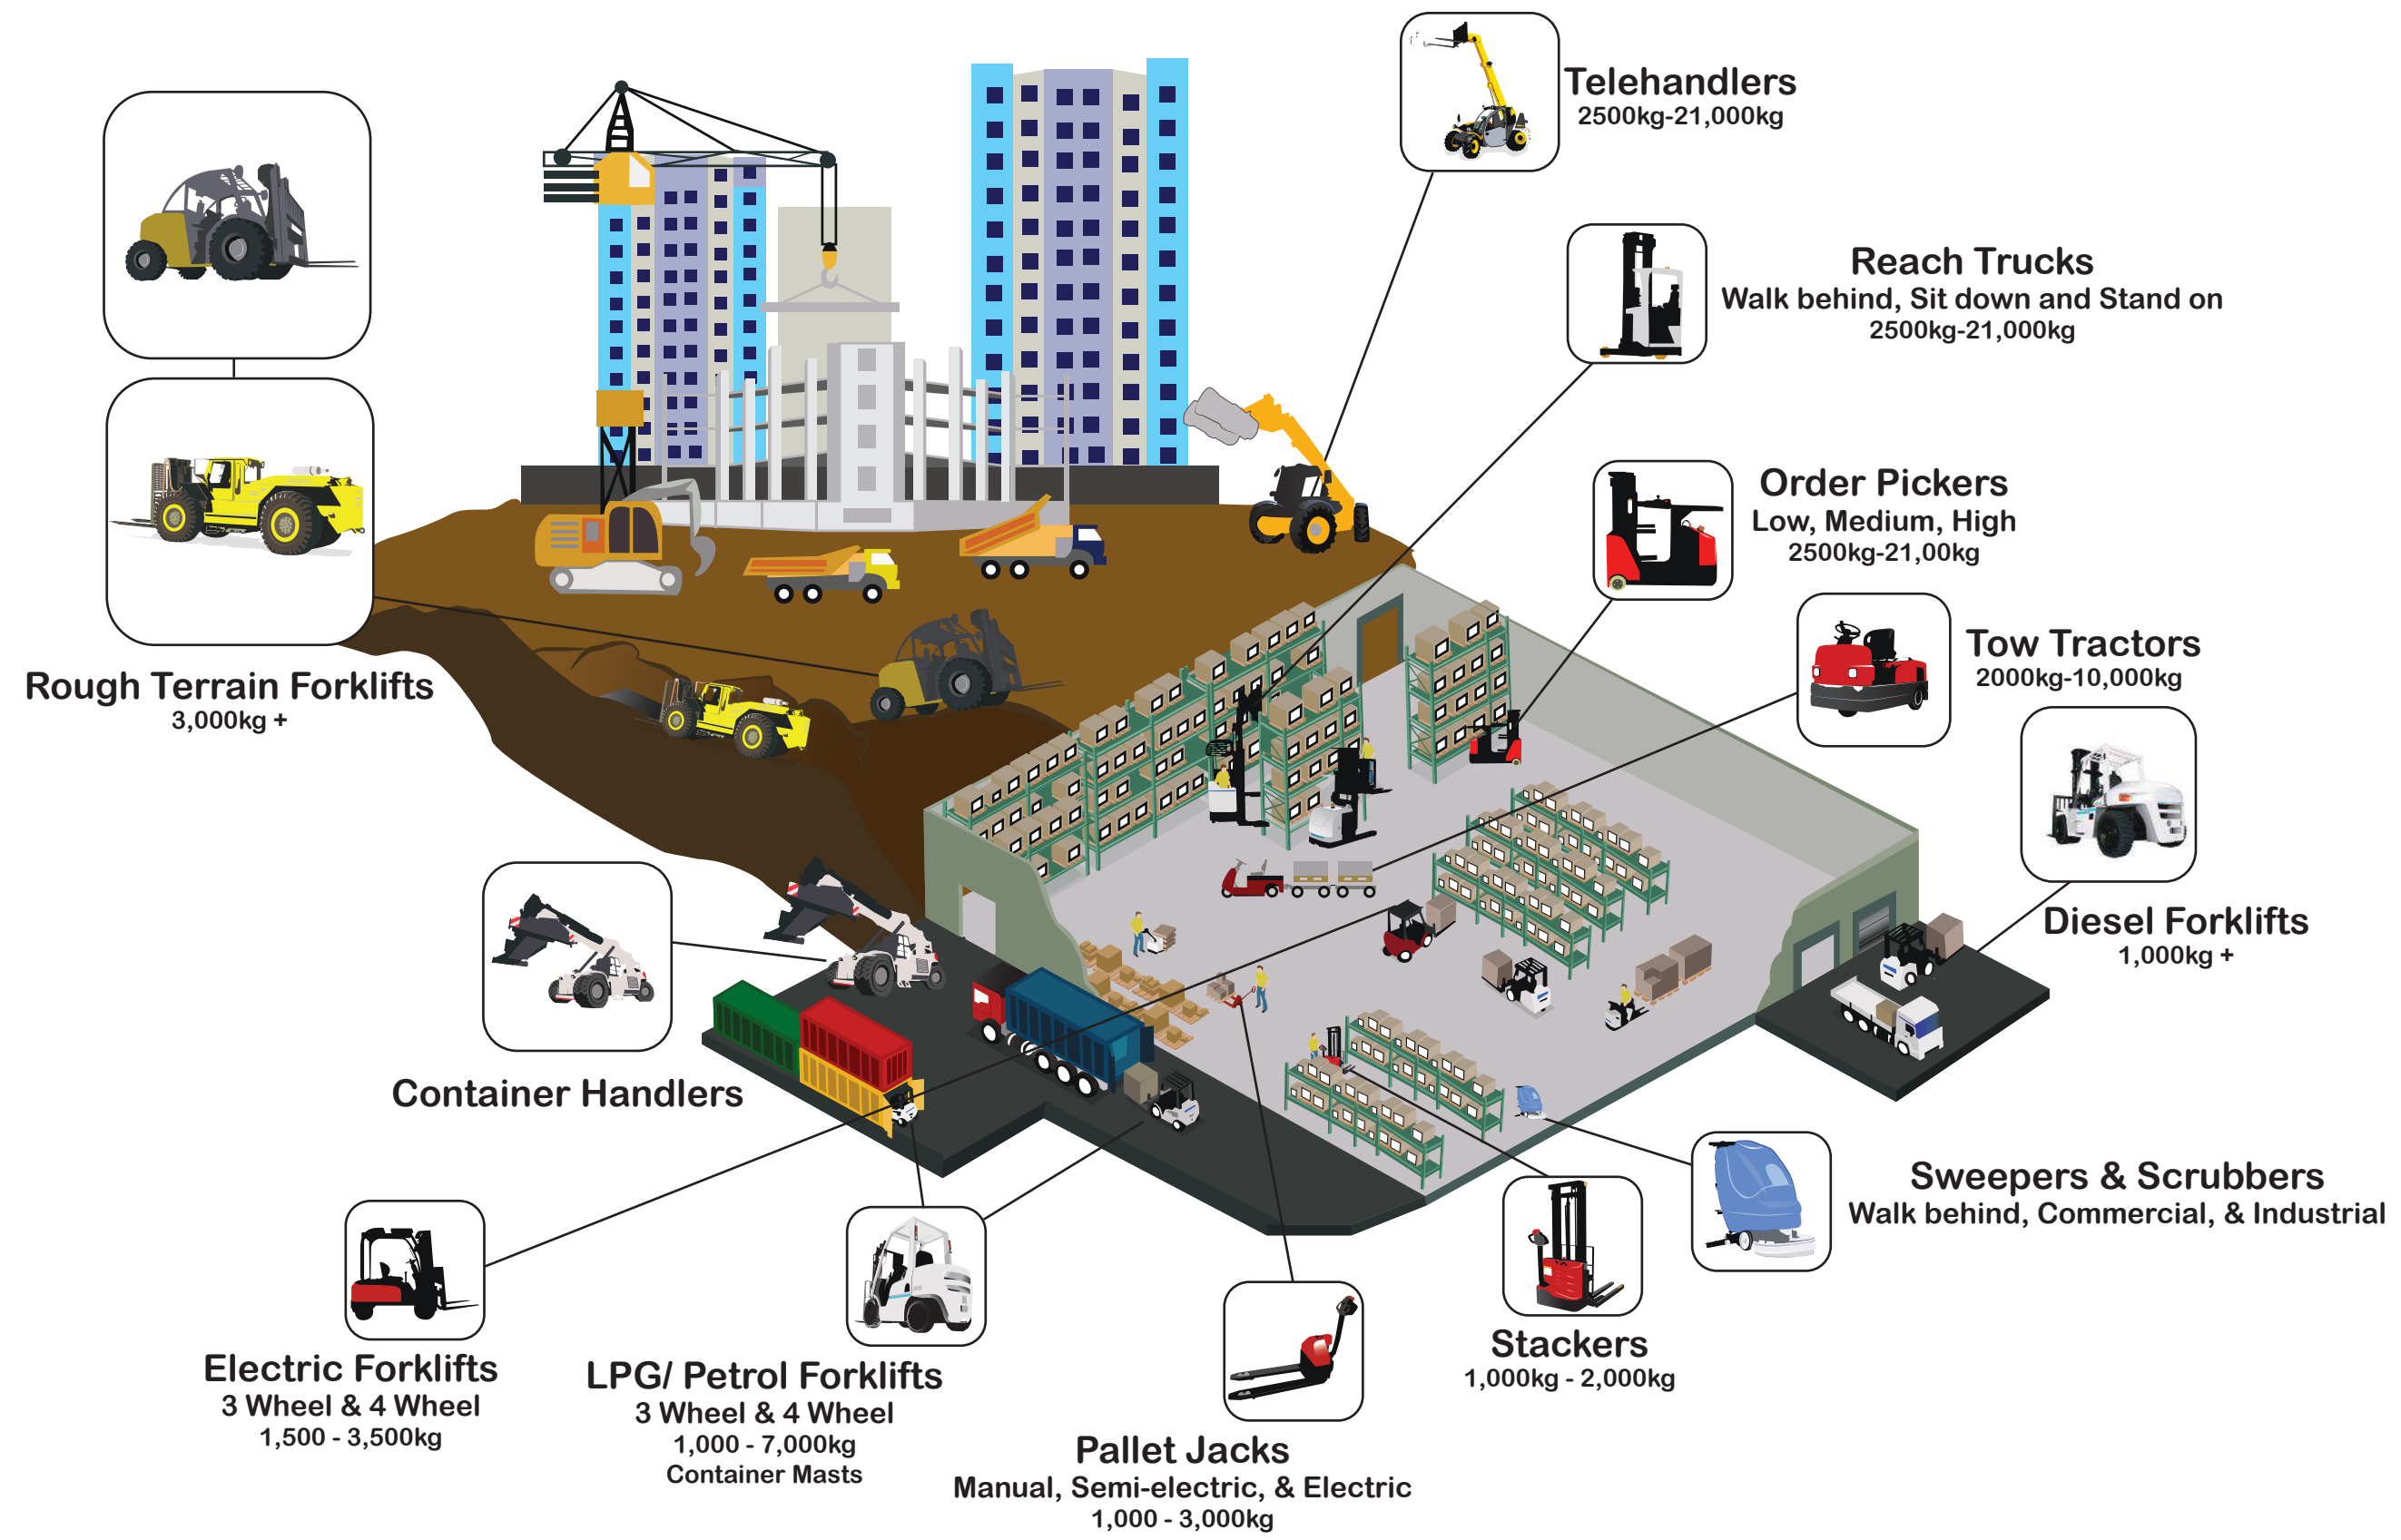 Telehandlers
2500kg-21,000kg
Reach Trucks
Walk behind, Sit down and Stand on
2500kg-21,000kg
Order Pickers
Low, Medium, High
2500kg-21,00kg
Tow Tractors
2000kg-10,000kg
Rough Terrain Forklifts
3,000kg +
Diesel Forklifts
1,000kg +
Container Handlers
Sweepers & Scrubbers
Walk behind, Commercial, & Industrial
Electric Forklifts
3 Wheel & 4 Wheel
1,500 - 3,500kg
LPG/ Petrol Forklifts
3 Wheel & 4 Wheel
1,000 - 7,000kg
Container Masts
Pallet Jacks
Manual, Semi-electric, & Electric
1,000 - 3,000kg
Stackers
1,000kg - 2,000kg